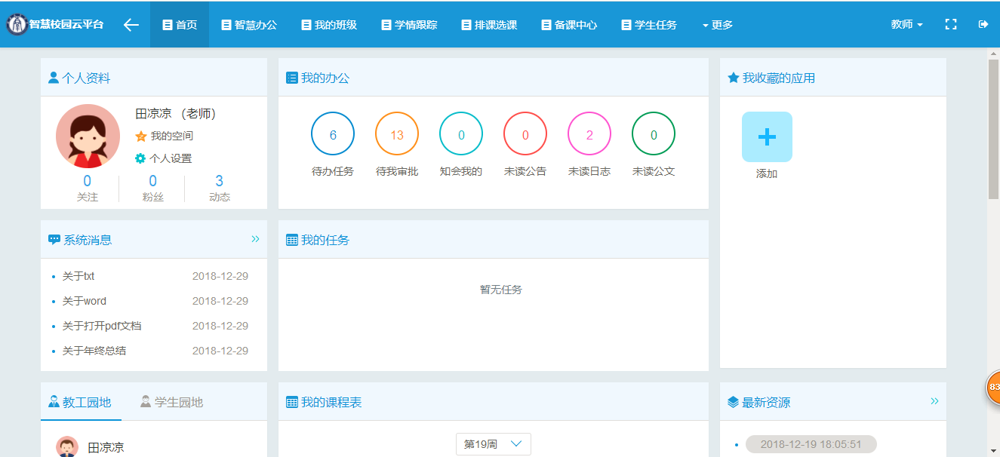 智慧校园云平台 首页 智慧办公 我的班级 学情跟踪 排课选课 备课中心 学生任务 更多 教师
个人资料
田凉凉 （老师）
我的空间
个人设置
0 0 3
关注 粉丝 动态
我的办公
6 13 0 0 2 0
待办任务 待我审批 知会我的 未读公告 未读日志 未读公文
我收藏的应用
添加
系统消息
关于txt 2018-12-29
关于word 2018-12-29
关于打开pdf文档 2018-12-29
关于年终总结 2018-12-29
我的任务
暂无任务
教工园地 学生园地
田凉凉
我的课程表
第19周
最新资源
2018-12-19 18:05:51
83